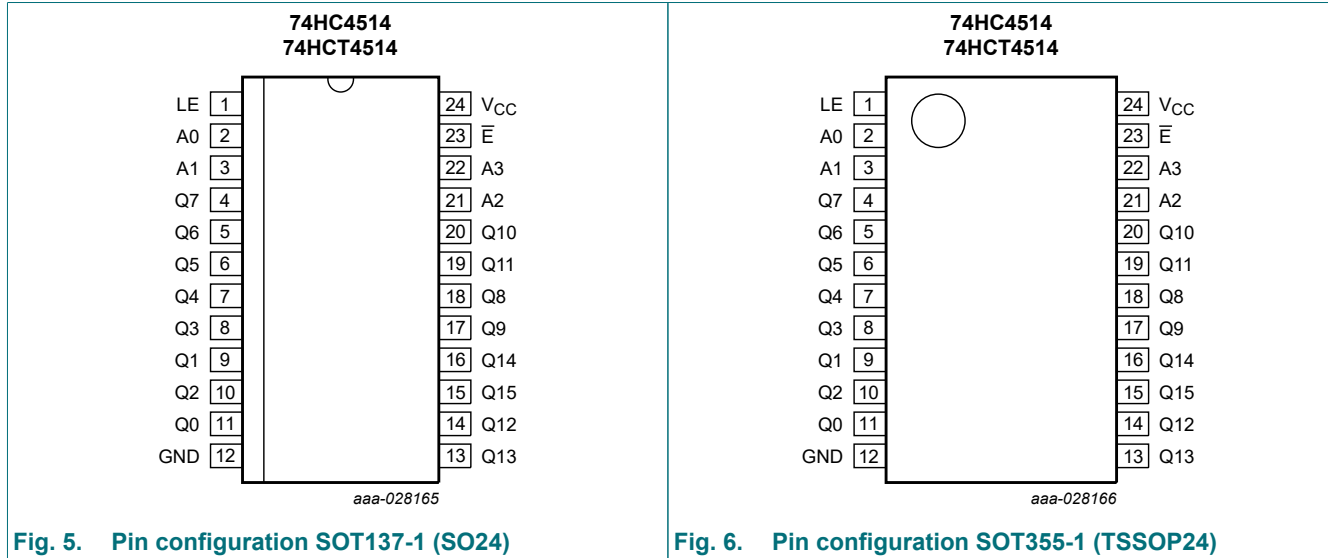 74HC4514
74HCT4514
LE 1
24 VCC
A0 2
23 E̅
A1 3
22 A3
Q7 4
21 A2
Q6 5
20 Q10
Q5 6
19 Q11
Q4 7
18 Q8
Q3 8
17 Q9
Q1 9
16 Q14
Q2 10
15 Q15
Q0 11
14 Q12
GND 12
13 Q13
aaa-028165
Fig. 5. Pin configuration SOT137-1 (SO24)
74HC4514
74HCT4514
LE 1
24 VCC
A0 2
23 E̅
A1 3
22 A3
Q7 4
21 A2
Q6 5
20 Q10
Q5 6
19 Q11
Q4 7
18 Q8
Q3 8
17 Q9
Q1 9
16 Q14
Q2 10
15 Q15
Q0 11
14 Q12
GND 12
13 Q13
aaa-028166
Fig. 6. Pin configuration SOT355-1 (TSSOP24)